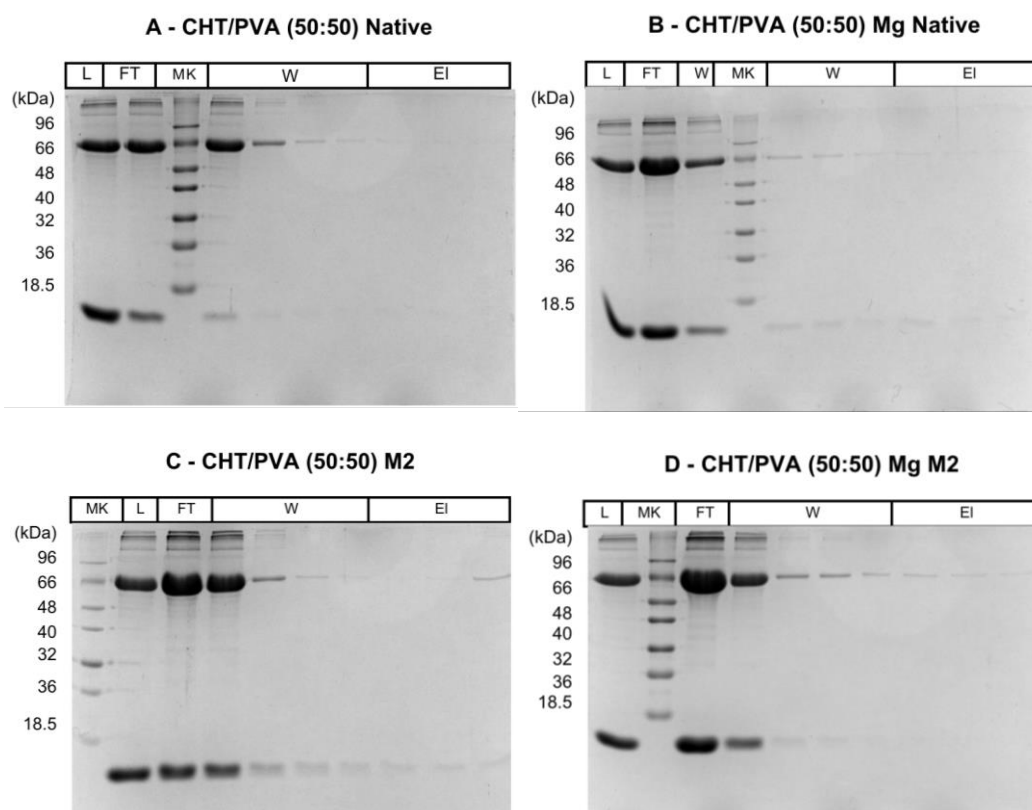 A - CHT/PVA (50:50) Native
L FT MK W El
(kDa)
96
66
48
40
32
36
18.5
B - CHT/PVA (50:50) Mg Native
L FT W MK W El
(kDa)
96
66
48
40
32
36
18.5
C - CHT/PVA (50:50) M2
MK L FT W El
(kDa)
96
66
48
40
32
36
18.5
D - CHT/PVA (50:50) Mg M2
L MK FT W El
(kDa)
96
66
48
40
32
36
18.5